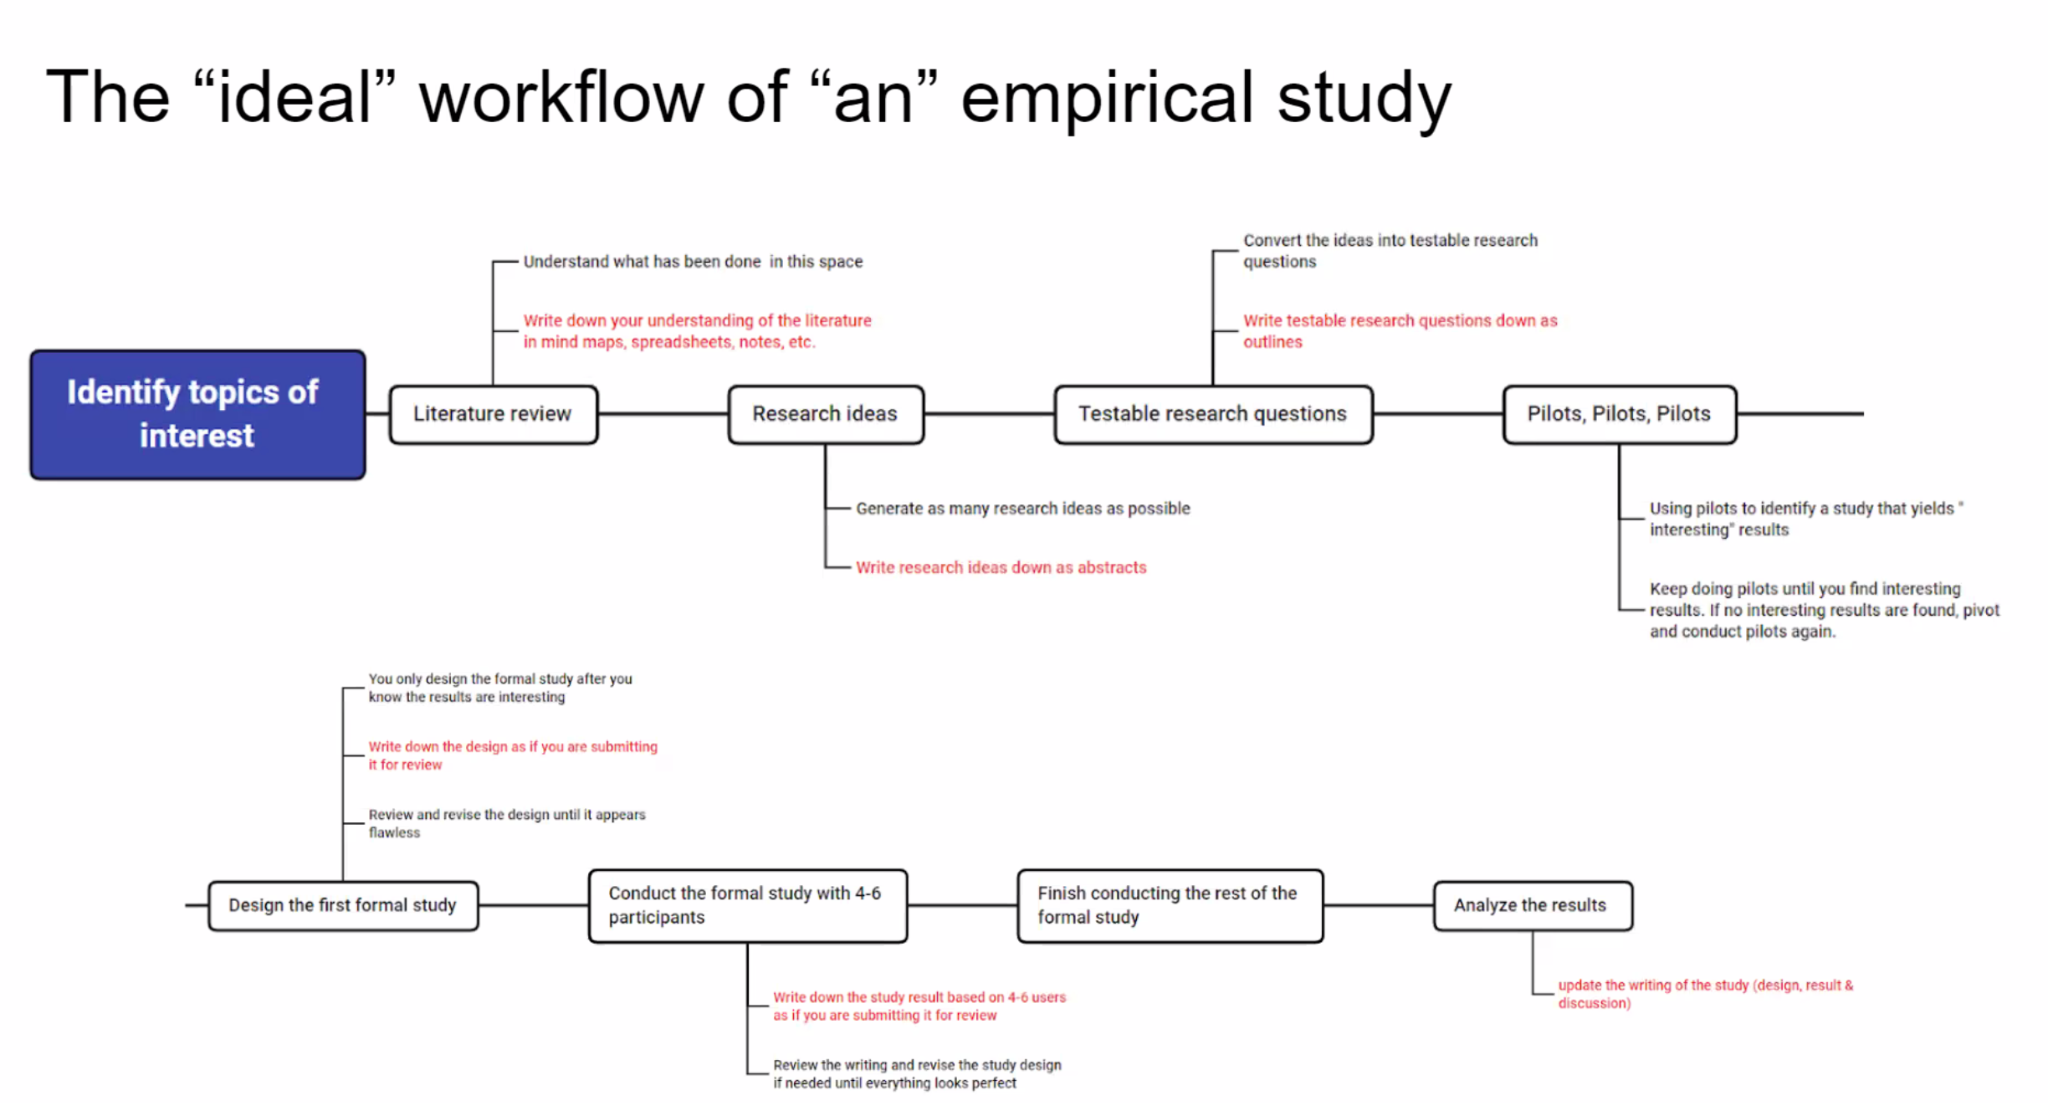 The “ideal” workflow of “an” empirical study
Understand what has been done in this space
Write down your understanding of the literature
in mind maps, spreadsheets, notes, etc.
Convert the ideas into testable research
questions
Write testable research questions down as
outlines
Identify topics of
interest
Literature review
Research ideas
Testable research questions
Pilots, Pilots, Pilots
Generate as many research ideas as possible
Write research ideas down as abstracts
Using pilots to identify a study that yields "
interesting" results
Keep doing pilots until you find interesting
results. If no interesting results are found, pivot
and conduct pilots again.
You only design the formal study after you
know the results are interesting
Write down the design as if you are submitting
it for review
Review and revise the design until it appears
flawless
Design the first formal study
Conduct the formal study with 4-6
participants
Finish conducting the rest of the
formal study
Analyze the results
Write down the study result based on 4-6 users
as if you are submitting it for review
Review the writing and revise the study design
if needed until everything looks perfect
update the writing of the study (design, result &
discussion)